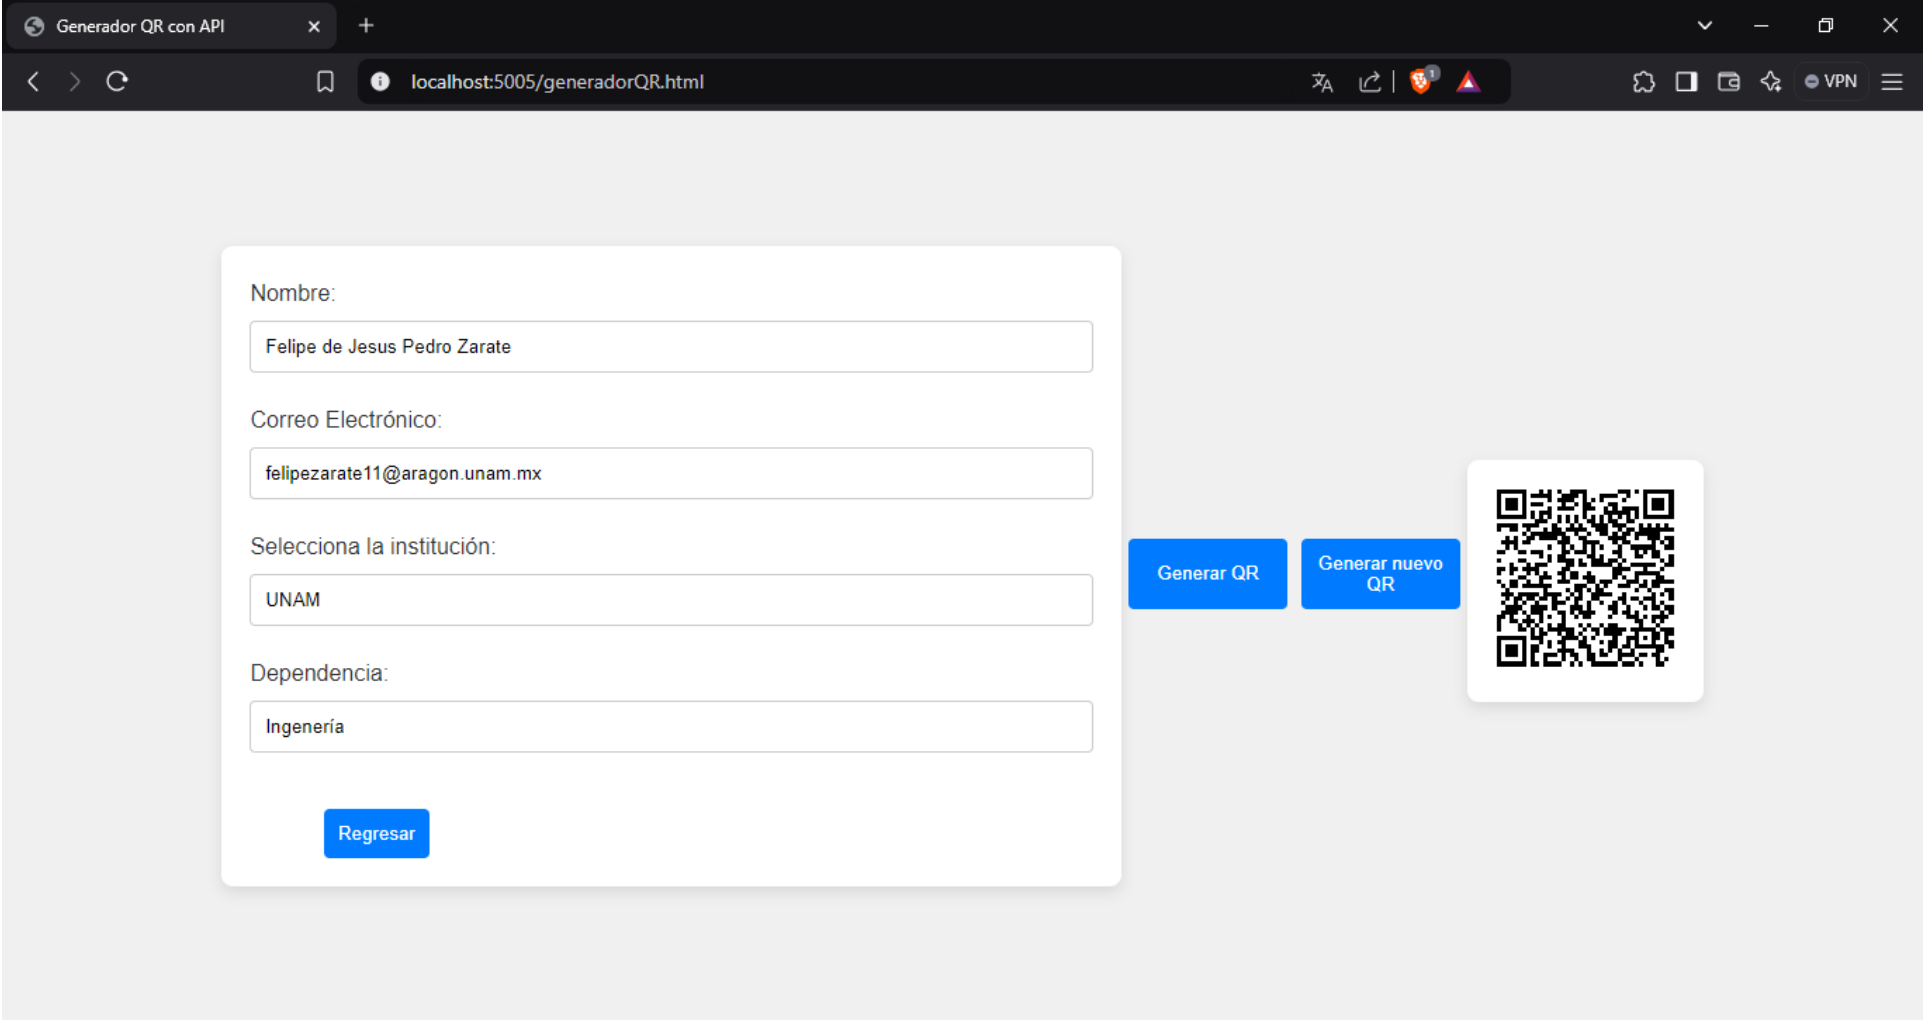 Generador QR con API
localhost:5005/generadorQR.html
1
VPN
Nombre:
Felipe de Jesus Pedro Zarate
Correo Electrónico:
felipezarate11@aragon.unam.mx
Selecciona la institución:
UNAM
Dependencia:
Ingenería
Regresar
Generar QR
Generar nuevo
QR